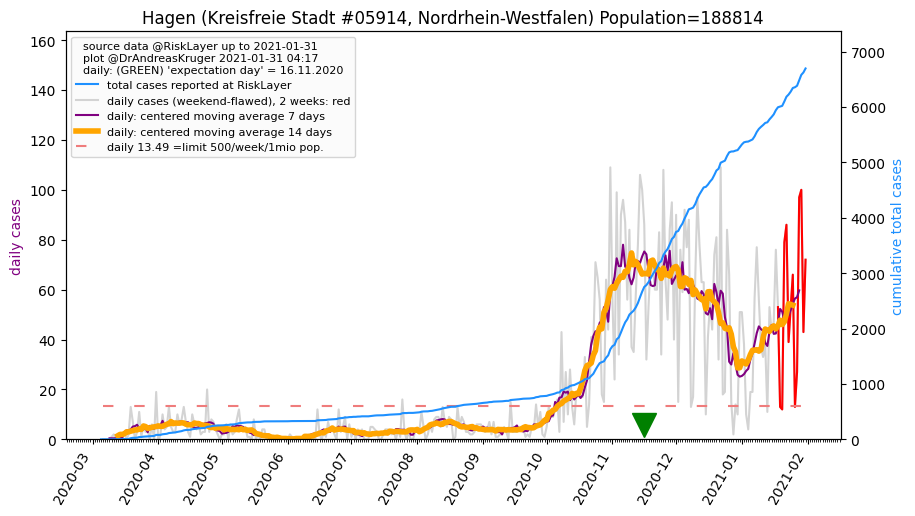 Hagen (Kreisfreie Stadt #05914, Nordrhein-Westfalen) Population=188814
source data @RiskLayer up to 2021-01-31
plot @DrAndreasKruger 2021-01-31 04:17
daily: (GREEN) 'expectation day' = 16.11.2020
total cases reported at RiskLayer
daily cases (weekend-flawed), 2 weeks: red
daily: centered moving average 7 days
daily: centered moving average 14 days
daily 13.49 =limit 500/week/1mio pop.
daily cases
160
140
120
100
80
60
40
20
0
7000
6000
5000
4000
3000
2000
1000
0
cumulative total cases
2020-03
2020-04
2020-05
2020-06
2020-07
2020-08
2020-09
2020-10
2020-11
2020-12
2021-01
2021-02